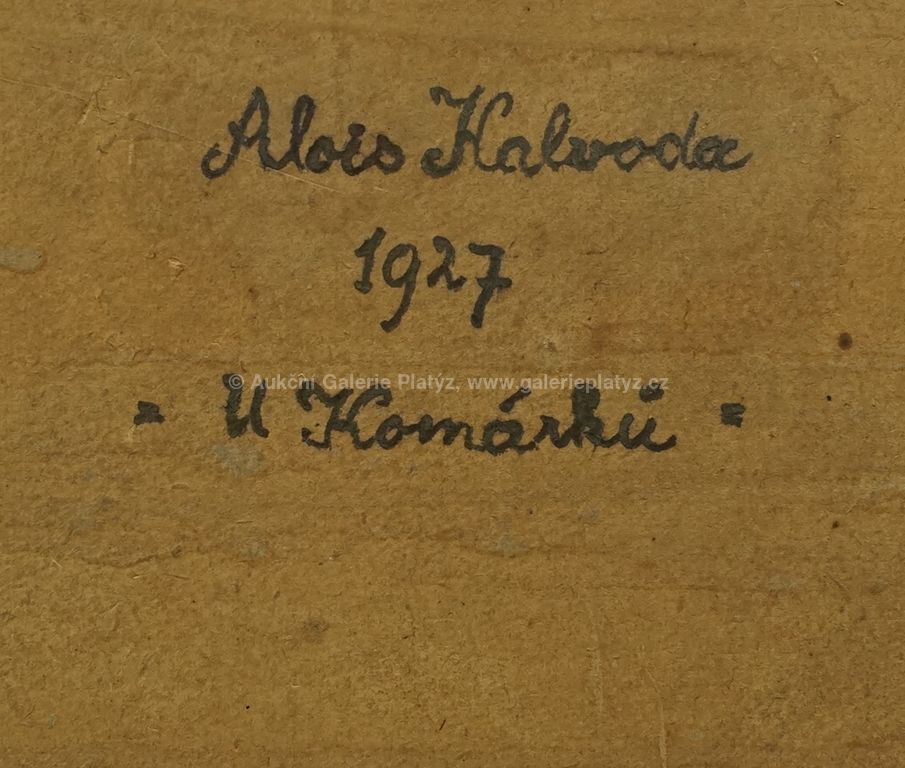 Alois Kalvoda
1927
© Aukční Galerie Platýz, www.galerieplatyz.cz
= U Komárků =